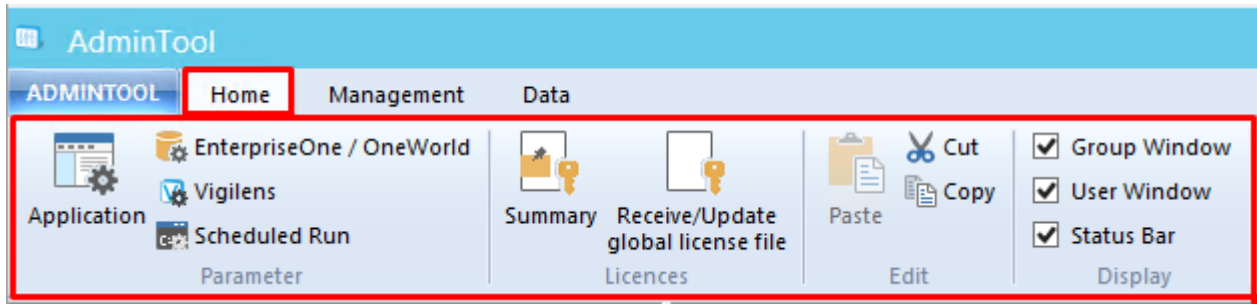 AdminTool
ADMINTOOL Home Management Data
Application
EnterpriseOne / OneWorld
Vigilens
Scheduled Run
Parameter
Summary
Receive/Update
global license file
Licences
Paste
Cut
Copy
Edit
Group Window
User Window
Status Bar
Display